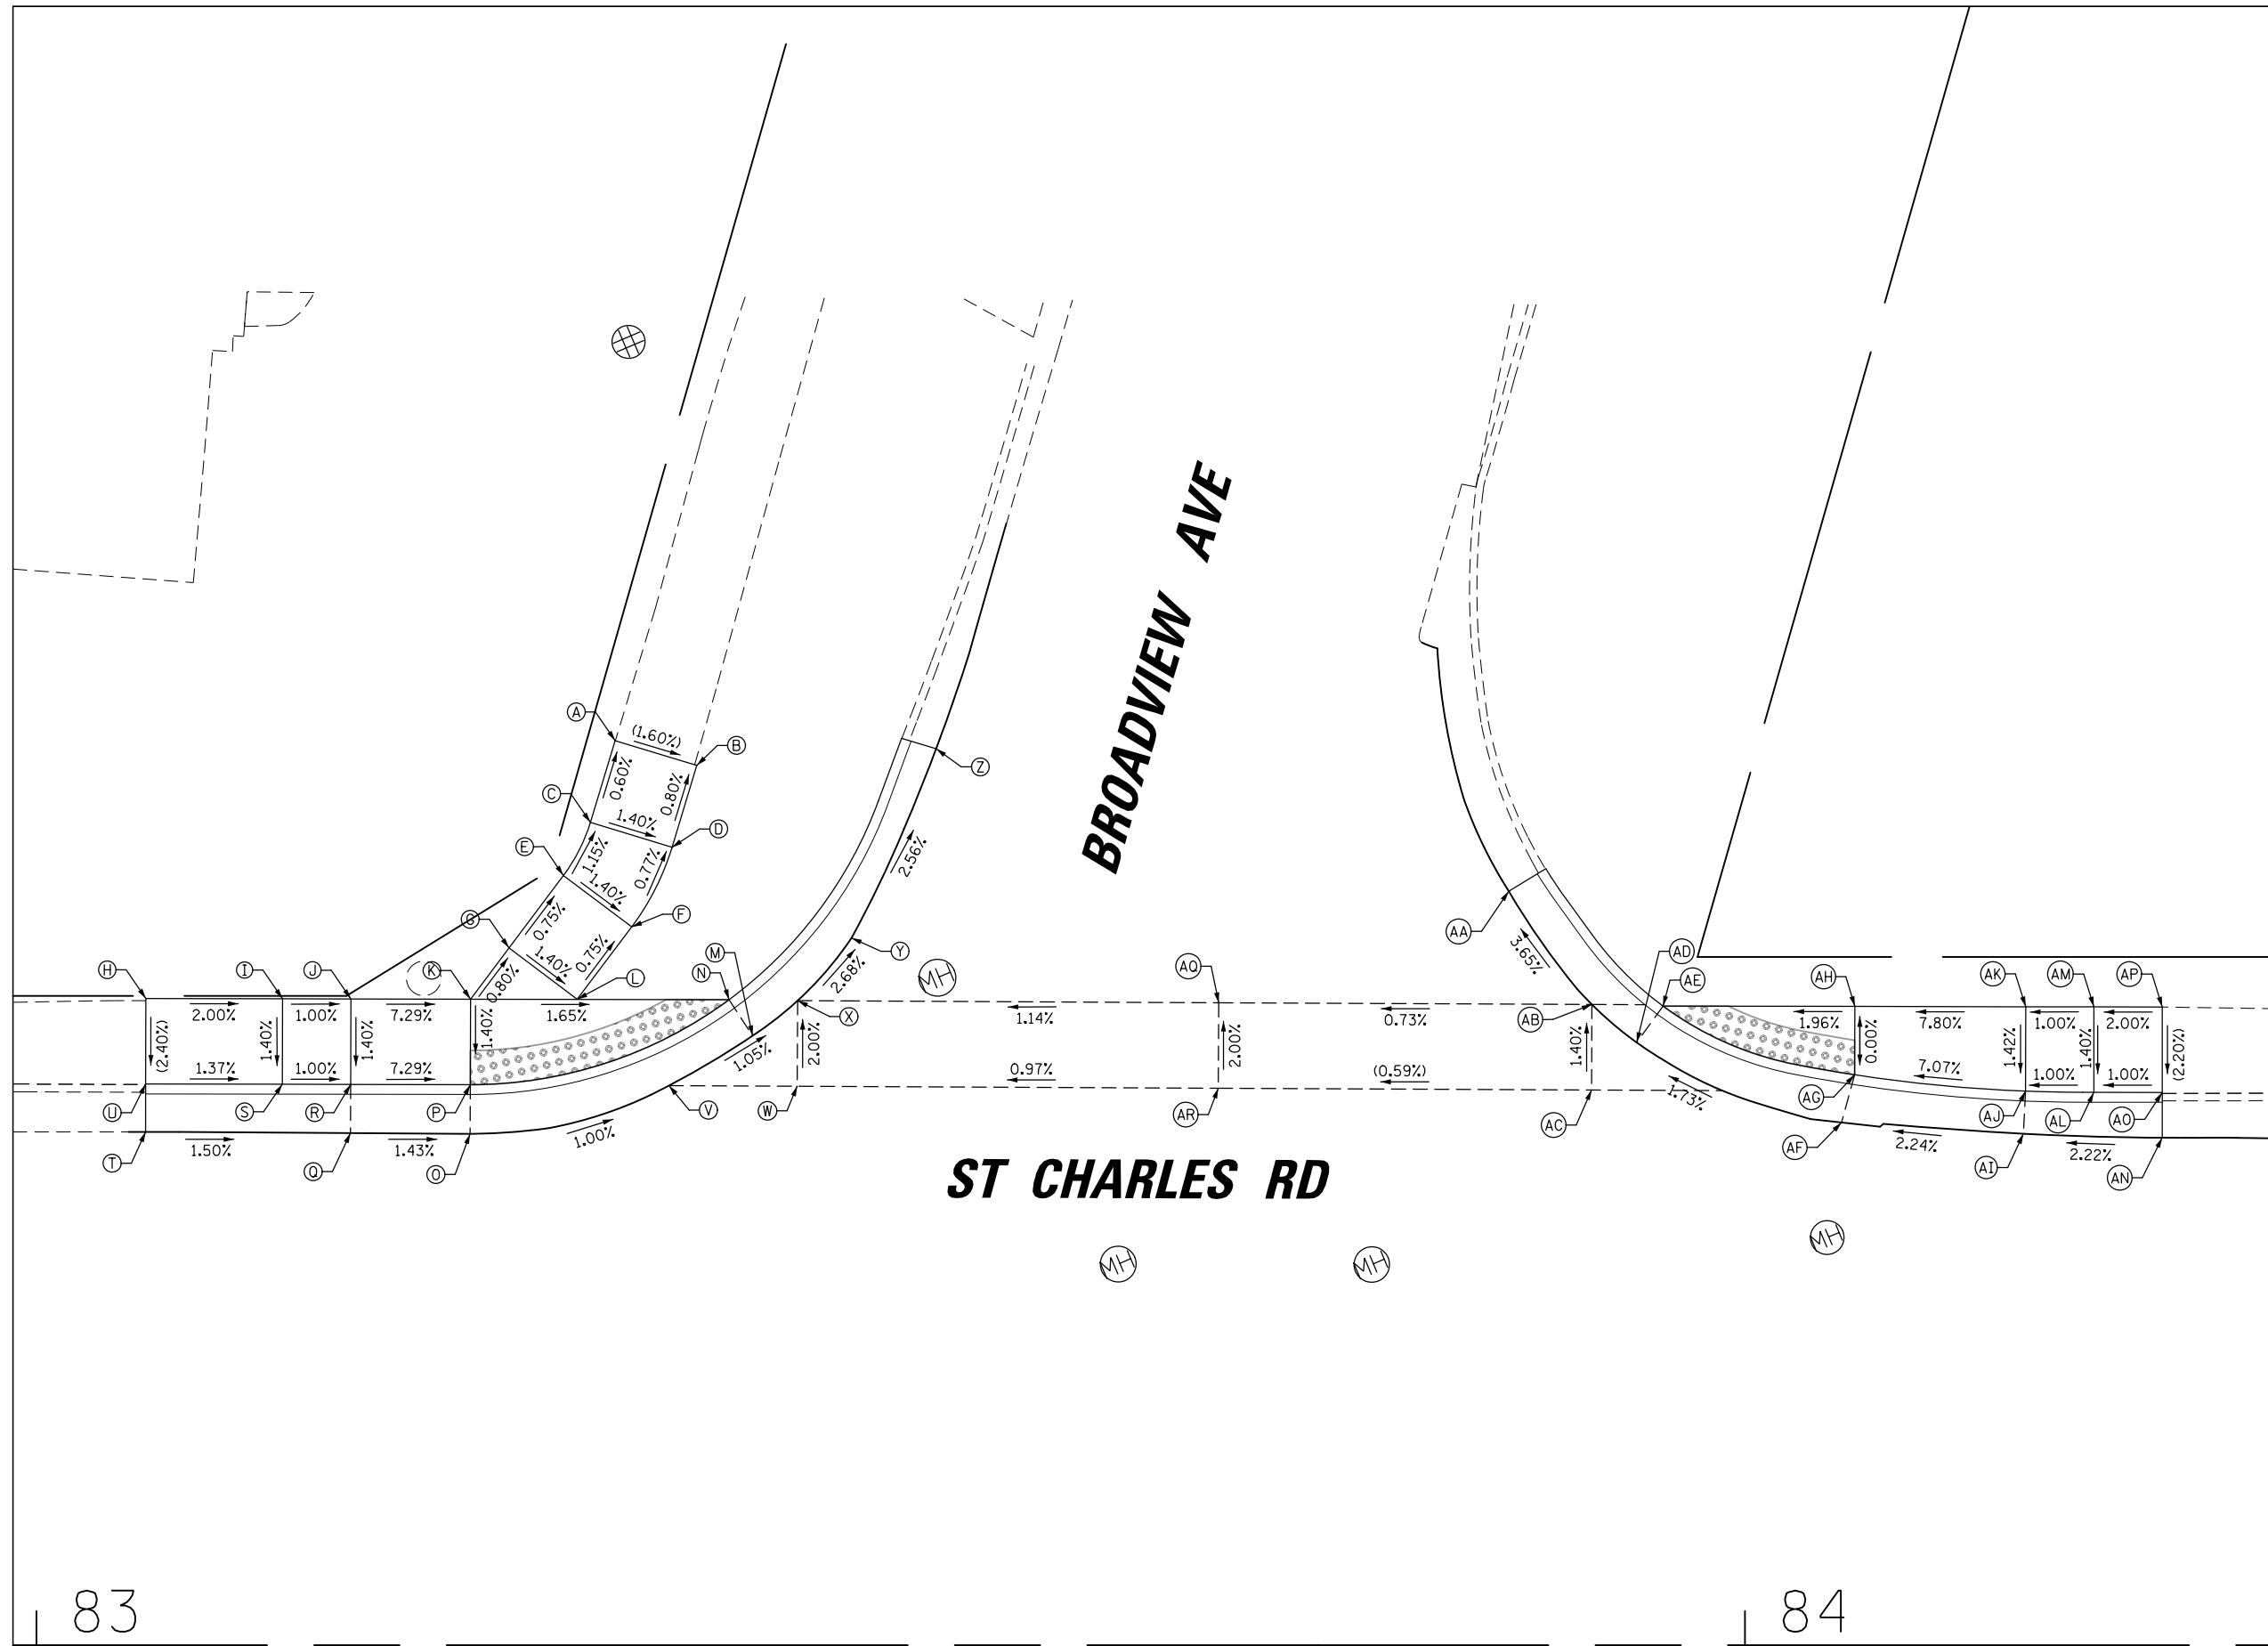 MH
BROADVIEW AVE
A
(1.60%)
B
0.60%
0.80%
Z
C
1.40%
D
E
1.15%
0.77%
2.56%
1.40%
F
G
0.75%
0.75%
AA
AD
M
Y
1.40%
3.65%
H
I
J
K
0.80%
L
N
2.68%
MH
AQ
AE
AH
AK
AM
AP
2.00%
1.00%
7.29%
1.65%
X
1.14%
0.73%
AB
1.96%
7.80%
1.00%
2.00%
(2.40%)
1.40%
1.40%
1.40%
1.05%
2.00%
2.00%
1.40%
0.00%
1.42%
1.40%
(2.20%)
1.37%
1.00%
7.29%
0.97%
(0.59%)
7.07%
1.00%
1.00%
U
S
R
P
V
W
AR
AC
1.73%
AG
AJ
AL
AO
T
1.50%
Q
1.43%
O
1.00%
AF
2.24%
AI
2.22%
AN
ST CHARLES RD
MH
MH
MH
83
84